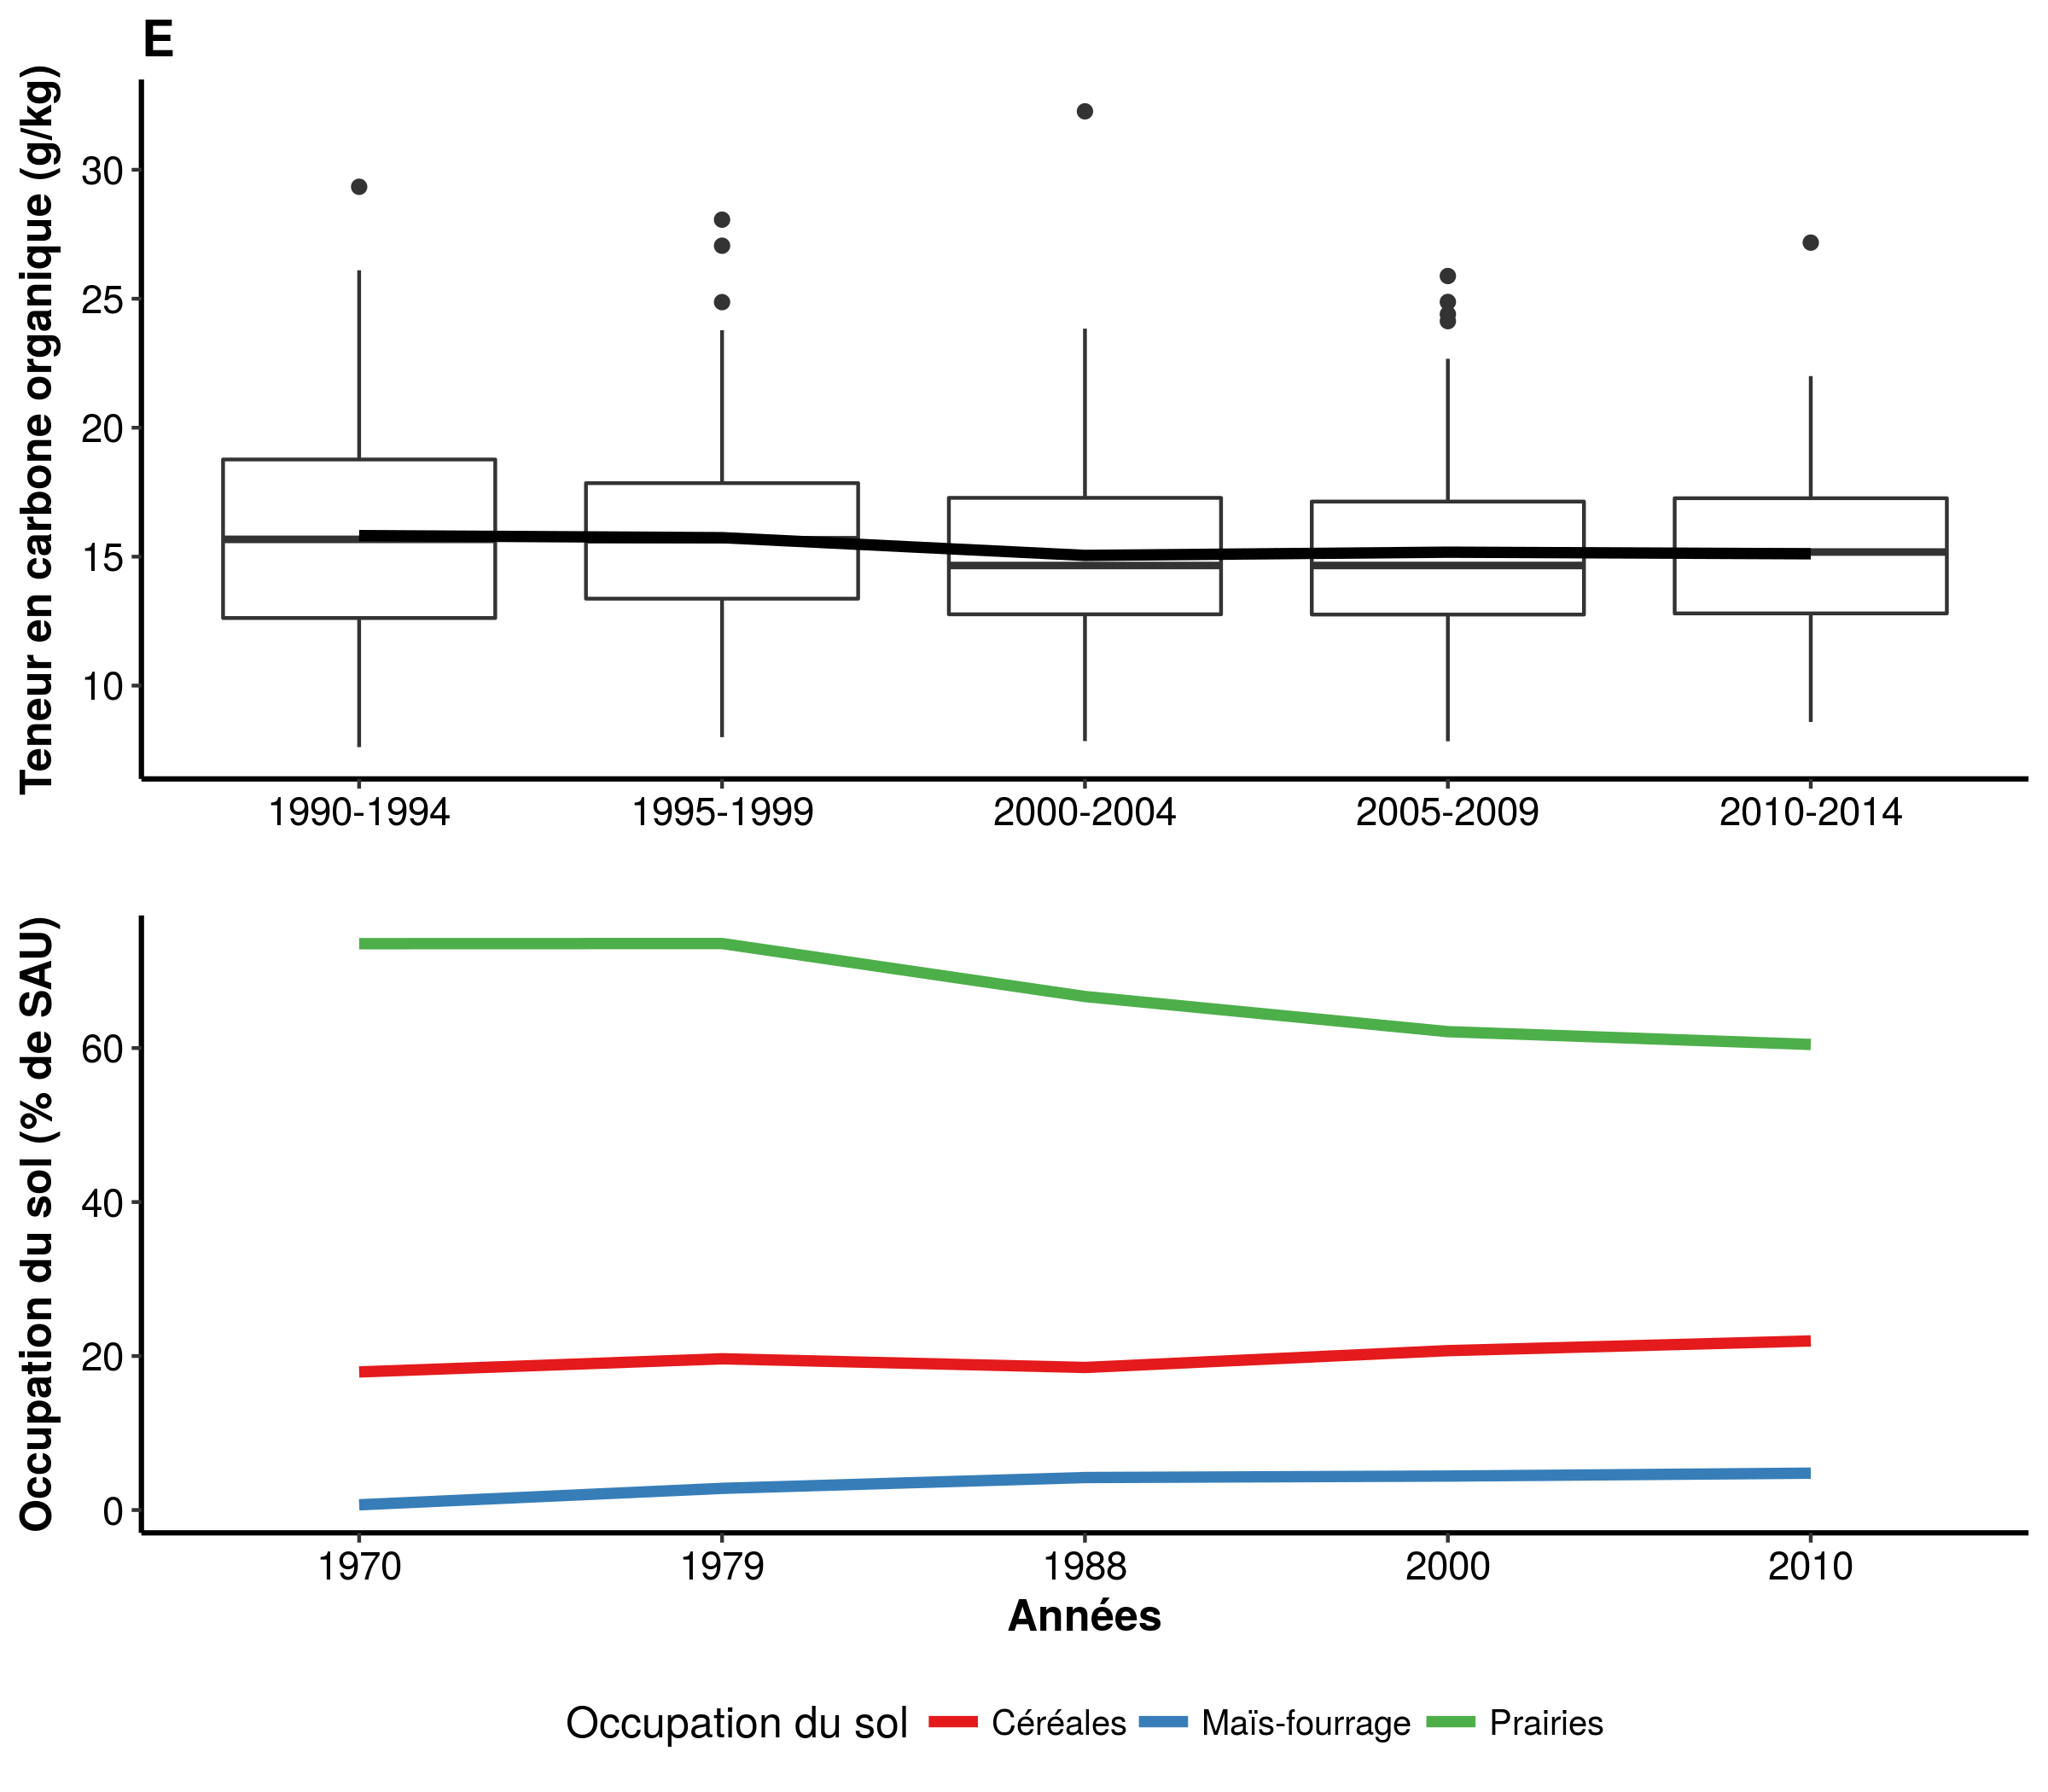 E
Teneur en carbone organique (g/kg)
30
25
20
15
10
1990-1994 1995-1999 2000-2004 2005-2009 2010-2014
Occupation du sol (% de SAU)
60
40
20
0
1970 1979 1988 2000 2010
Années
Occupation du sol Céréales Maïs-fourrage Prairies